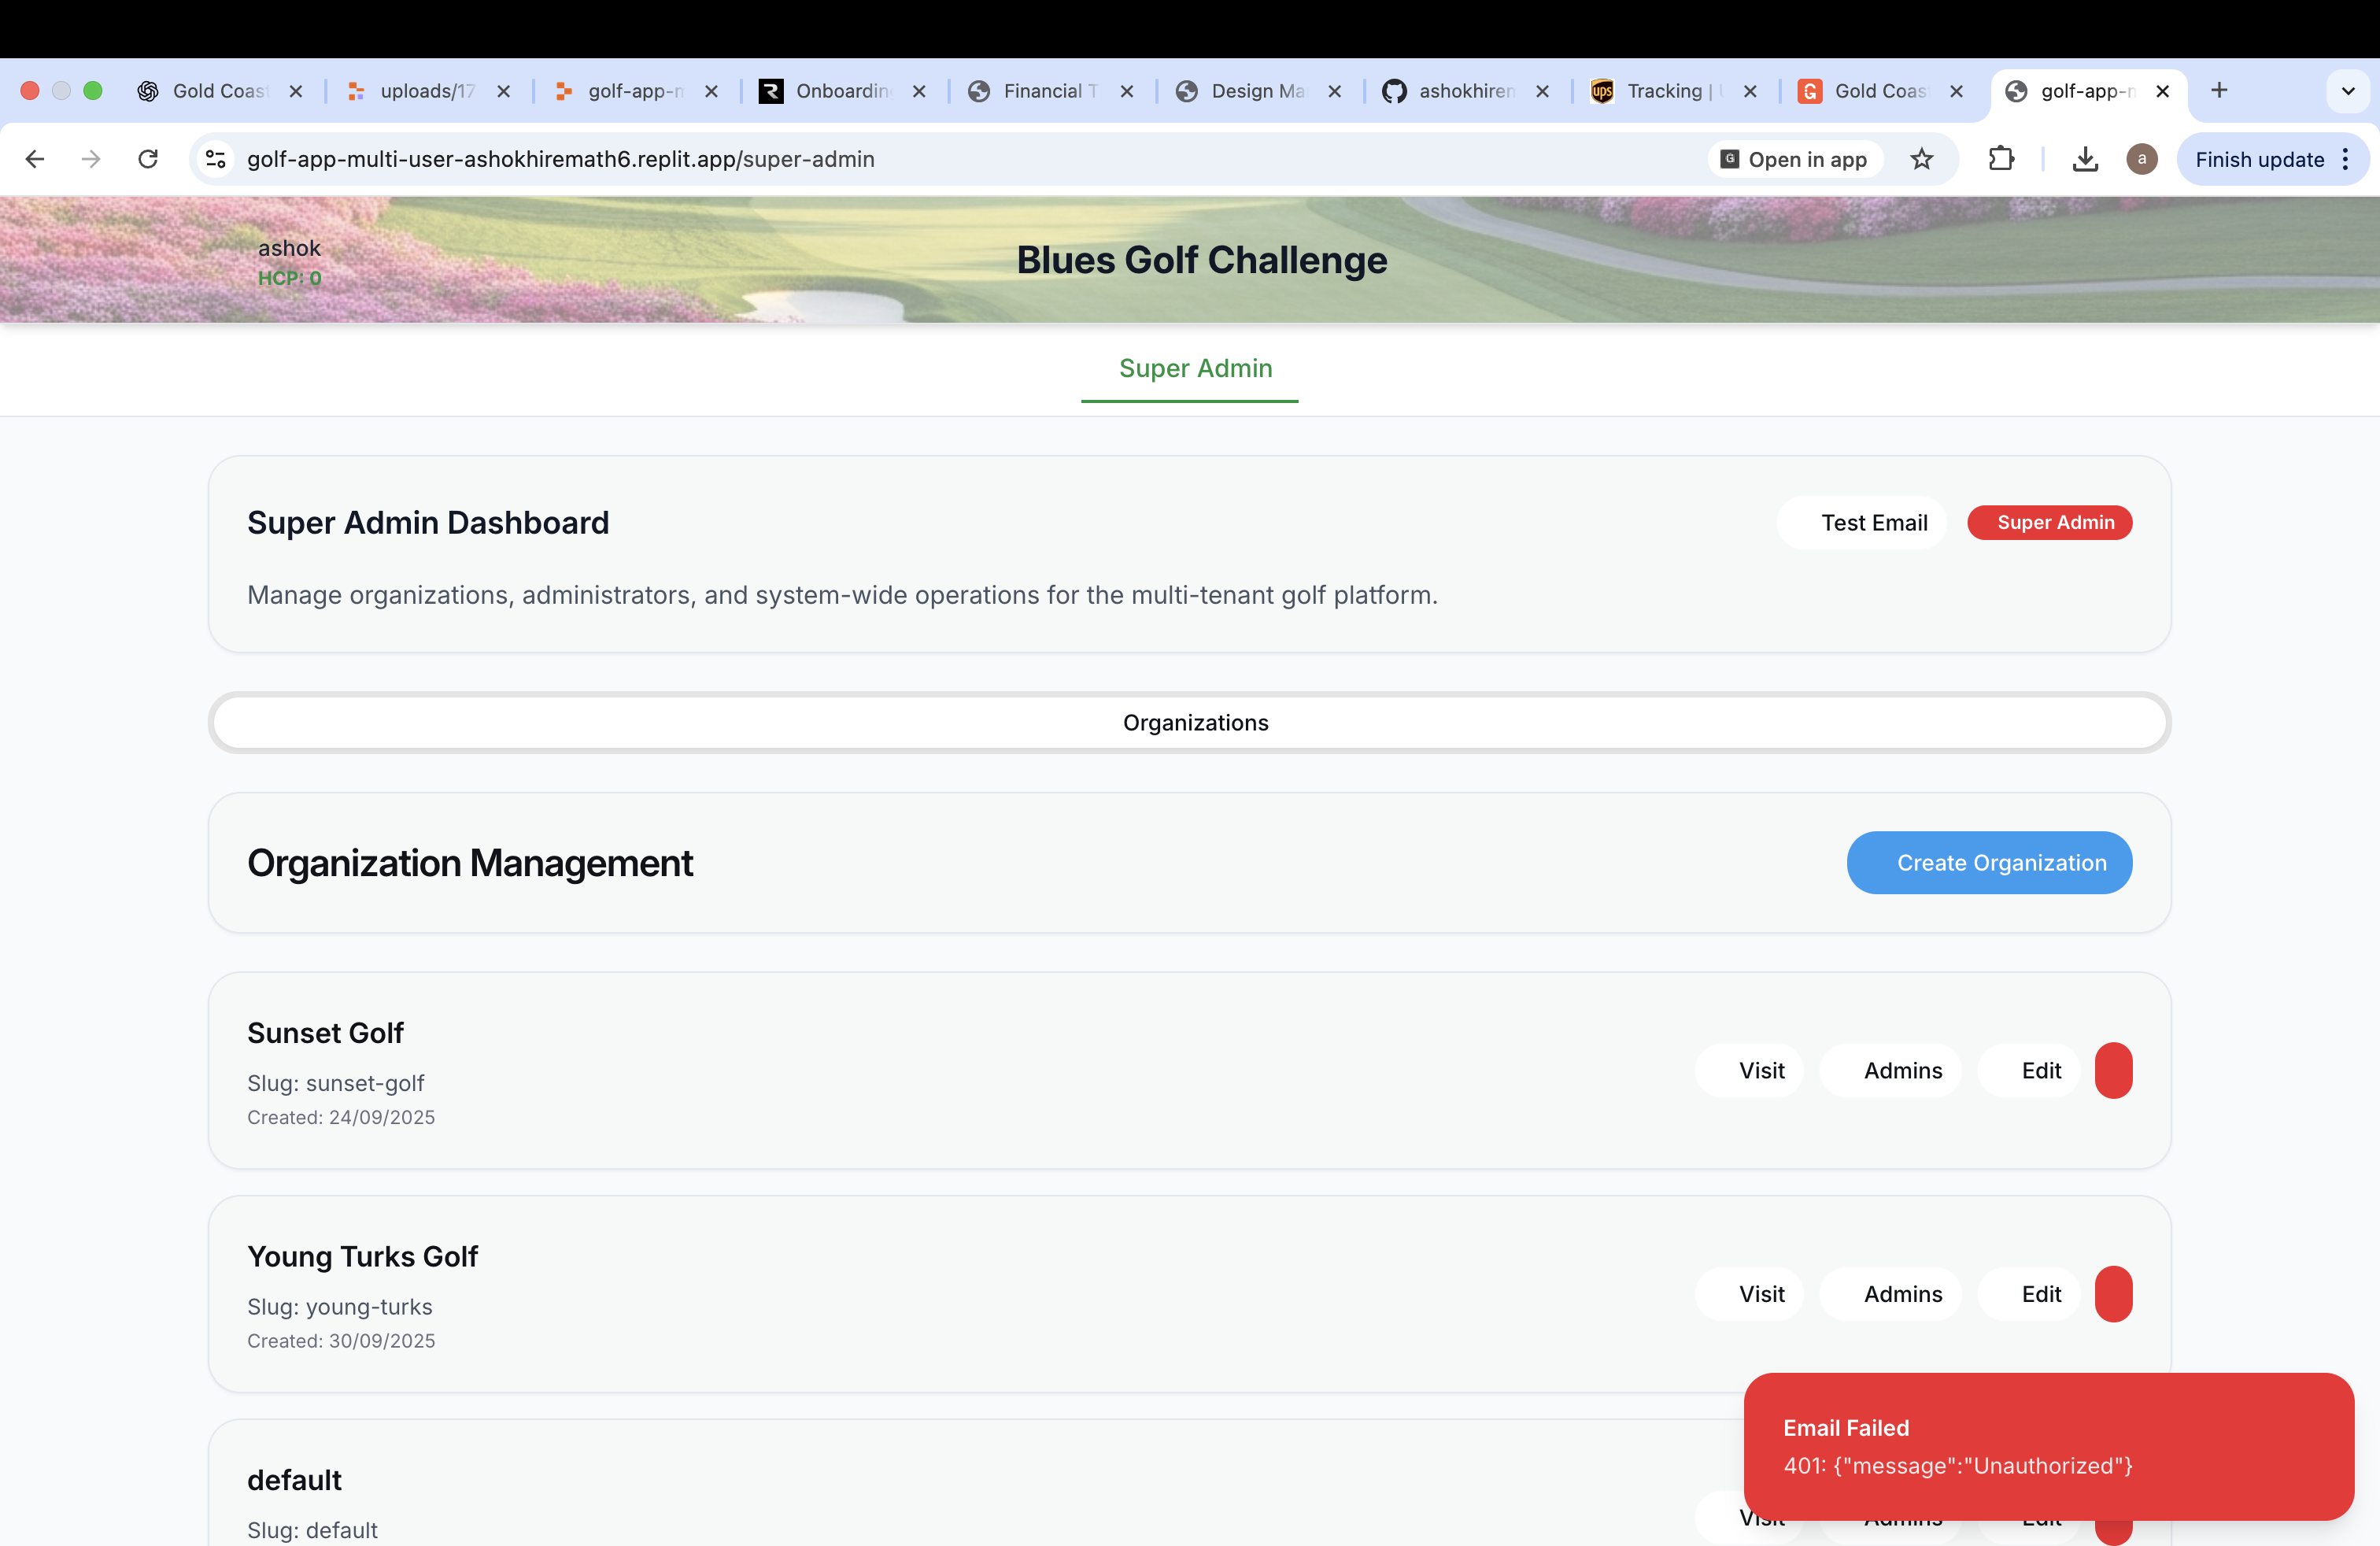 Gold Coas
uploads/17
golf-app-n
Onboardin
Financial T
Design Ma
ashokhirem
ups
Tracking |
Gold Coas
golf-app-n
golf-app-multi-user-ashokhiremath6.replit.app/super-admin
Open in app
a
Finish update
ashok
HCP: 0
Blues Golf Challenge
Super Admin
Super Admin Dashboard
Test Email
Super Admin
Manage organizations, administrators, and system-wide operations for the multi-tenant golf platform.
Organizations
Organization Management
Create Organization
Sunset Golf
Slug: sunset-golf
Created: 24/09/2025
Visit
Admins
Edit
Young Turks Golf
Slug: young-turks
Created: 30/09/2025
Visit
Admins
Edit
default
Slug: default
Visit
Admins
Edit
Email Failed
401: {"message":"Unauthorized"}